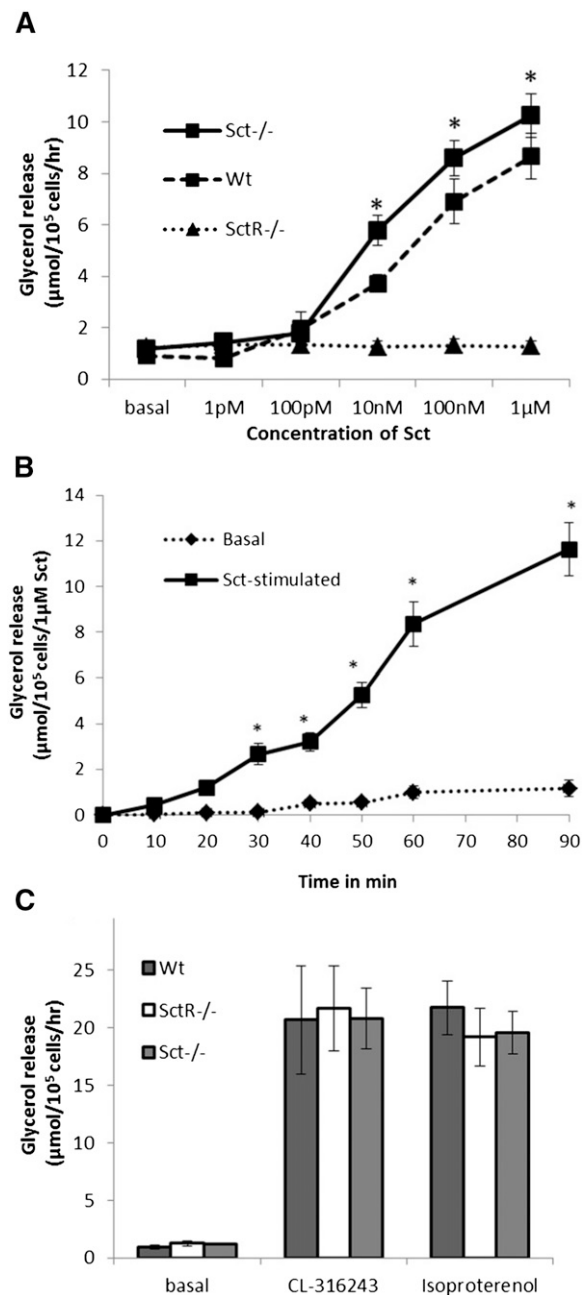 A
12
10
8
6
4
2
0
Glycerol release
(µmol/10⁵ cells/hr)
Sct-/-
Wt
SctR-/-
*
*
*
basal 1pM 100pM 10nM 100nM 1µM
Concentration of Sct
B
14
12
10
8
6
4
2
0
Glycerol release
(µmol/10⁵ cells/1µM Sct)
Basal
Sct-stimulated
*
*
*
*
*
0 10 20 30 40 50 60 70 80 90
Time in min
C
25
20
15
10
5
0
Glycerol release
(µmol/10⁵ cells/hr)
Wt
SctR-/-
Sct-/-
basal CL-316243 Isoproterenol